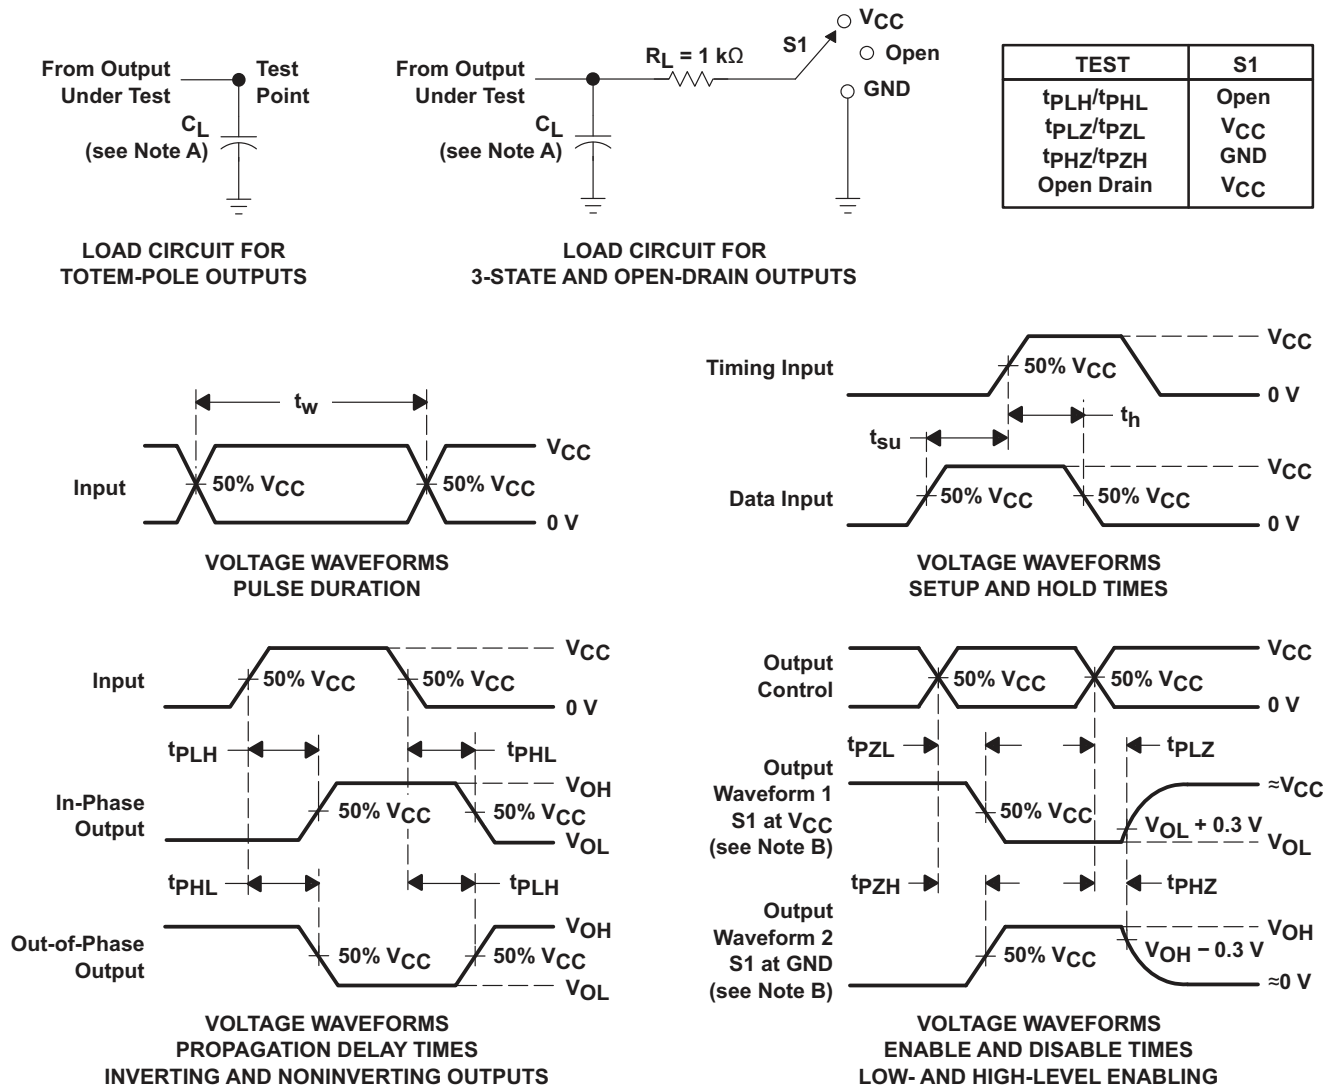 From Output
Under Test
Test
Point
CL
(see Note A)
LOAD CIRCUIT FOR
TOTEM-POLE OUTPUTS
From Output
Under Test
RL = 1 kΩ
S1
VCC
Open
GND
CL
(see Note A)
LOAD CIRCUIT FOR
3-STATE AND OPEN-DRAIN OUTPUTS
TEST S1
tPLH/tPHL Open
tPLZ/tPZL VCC
tPHZ/tPZH GND
Open Drain VCC
tw
Input
VCC
50% VCC
50% VCC
0 V
VOLTAGE WAVEFORMS
PULSE DURATION
Timing Input
VCC
50% VCC
0 V
tsu
th
Data Input
VCC
50% VCC
50% VCC
0 V
VOLTAGE WAVEFORMS
SETUP AND HOLD TIMES
Input
VCC
50% VCC
50% VCC
0 V
tPLH
tPHL
In-Phase
Output
VOH
50% VCC
50% VCC
VOL
tPHL
tPLH
Out-of-Phase
Output
VOH
50% VCC
50% VCC
VOL
VOLTAGE WAVEFORMS
PROPAGATION DELAY TIMES
INVERTING AND NONINVERTING OUTPUTS
Output
Control
VCC
50% VCC
50% VCC
0 V
tPZL
tPLZ
Output
Waveform 1
S1 at VCC
(see Note B)
≈VCC
50% VCC
VOL + 0.3 V
VOL
tPZH
tPHZ
Output
Waveform 2
S1 at GND
(see Note B)
VOH
50% VCC
VOH − 0.3 V
≈0 V
VOLTAGE WAVEFORMS
ENABLE AND DISABLE TIMES
LOW- AND HIGH-LEVEL ENABLING